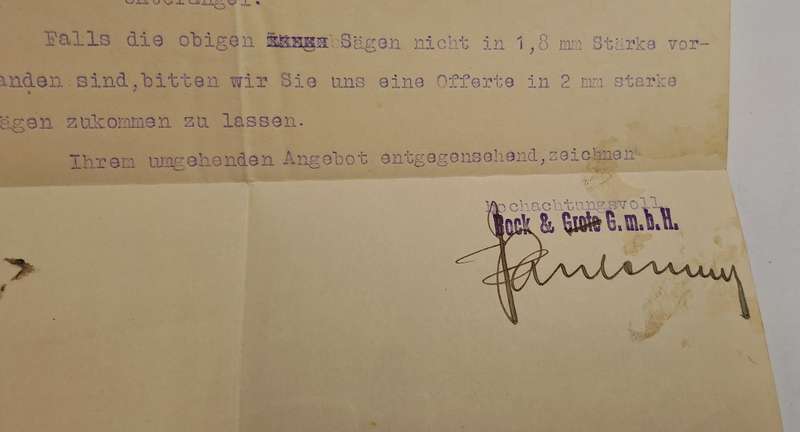 Falls die obigen Sägen nicht in 1,8 mm Stärke vor-
anden sind,bitten wir Sie uns eine Offerte in 2 mm starke
ägen zukommen zu lassen.
Ihrem umgehenden Angebot entgegensehend,zeichnen
Hochachtungsvoll
Bock & Grote G.m.b.H.